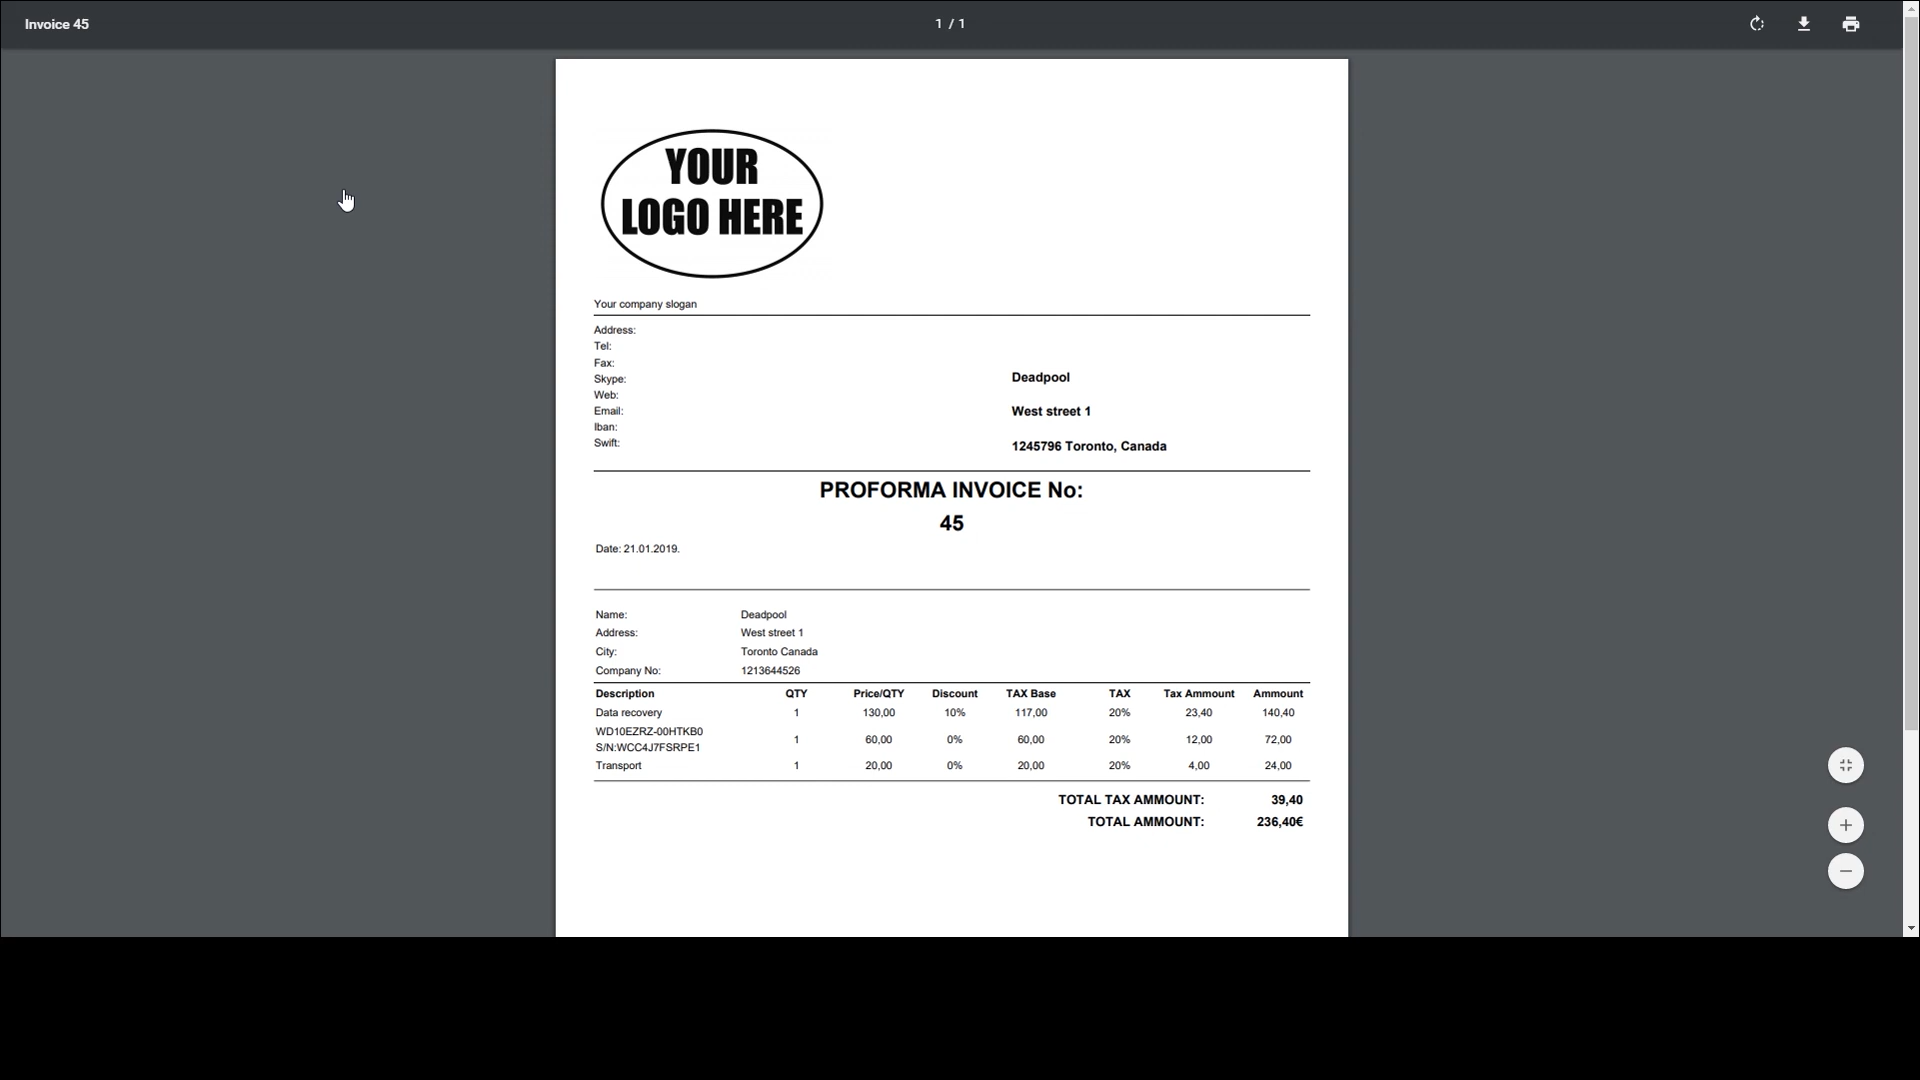 Invoice 45
1 / 1
YOUR
LOGO HERE
Your company slogan
Address:
Tel:
Fax:
Skype:
Web:
Email:
Iban:
Swift:
Deadpool
West street 1
1245796 Toronto, Canada
PROFORMA INVOICE No:
45
Date: 21.01.2019.
Name: Deadpool
Address: West street 1
City: Toronto Canada
Company No: 1213644526
Description QTY Price/QTY Discount TAX Base TAX Tax Ammount Ammount
Data recovery 1 130,00 10% 117,00 20% 23,40 140,40
WD10EZRZ-00HTKB0
S/N:WCC4J7FSRPE1 1 60,00 0% 60,00 20% 12,00 72,00
Transport 1 20,00 0% 20,00 20% 4,00 24,00
TOTAL TAX AMMOUNT: 39,40
TOTAL AMMOUNT: 236,40€